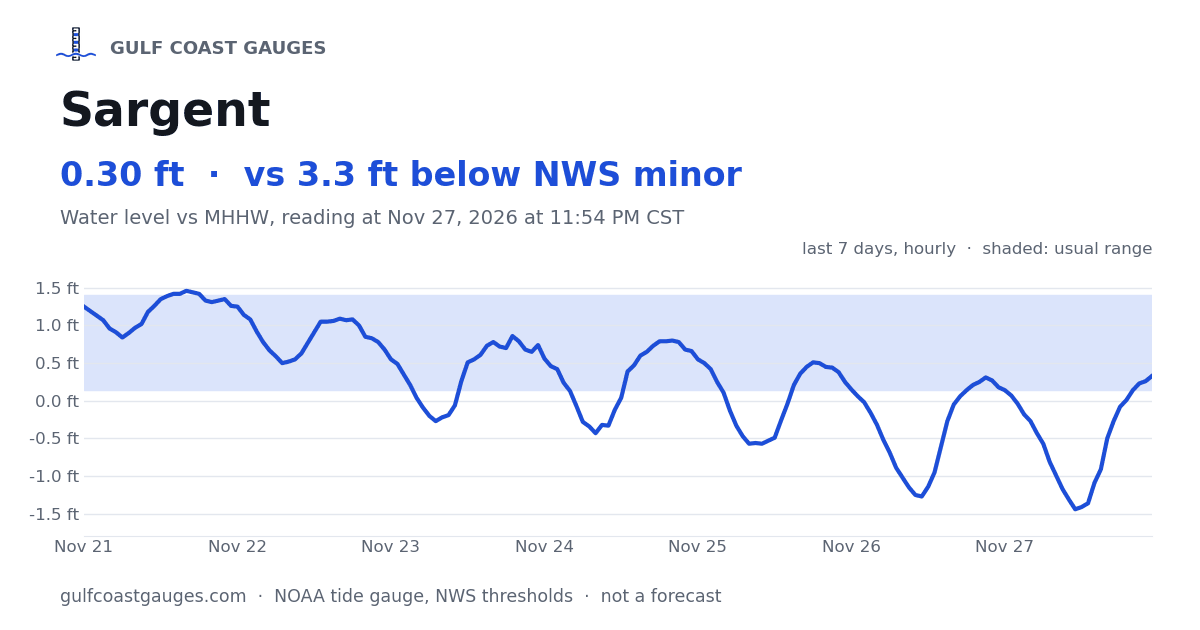 GULF COAST GAUGES
Sargent
0.30 ft · vs 3.3 ft below NWS minor
Water level vs MHHW, reading at Nov 27, 2026 at 11:54 PM CST
last 7 days, hourly · shaded: usual range
1.5 ft
1.0 ft
0.5 ft
0.0 ft
-0.5 ft
-1.0 ft
-1.5 ft
Nov 21 Nov 22 Nov 23 Nov 24 Nov 25 Nov 26 Nov 27
gulfcoastgauges.com · NOAA tide gauge, NWS thresholds · not a forecast